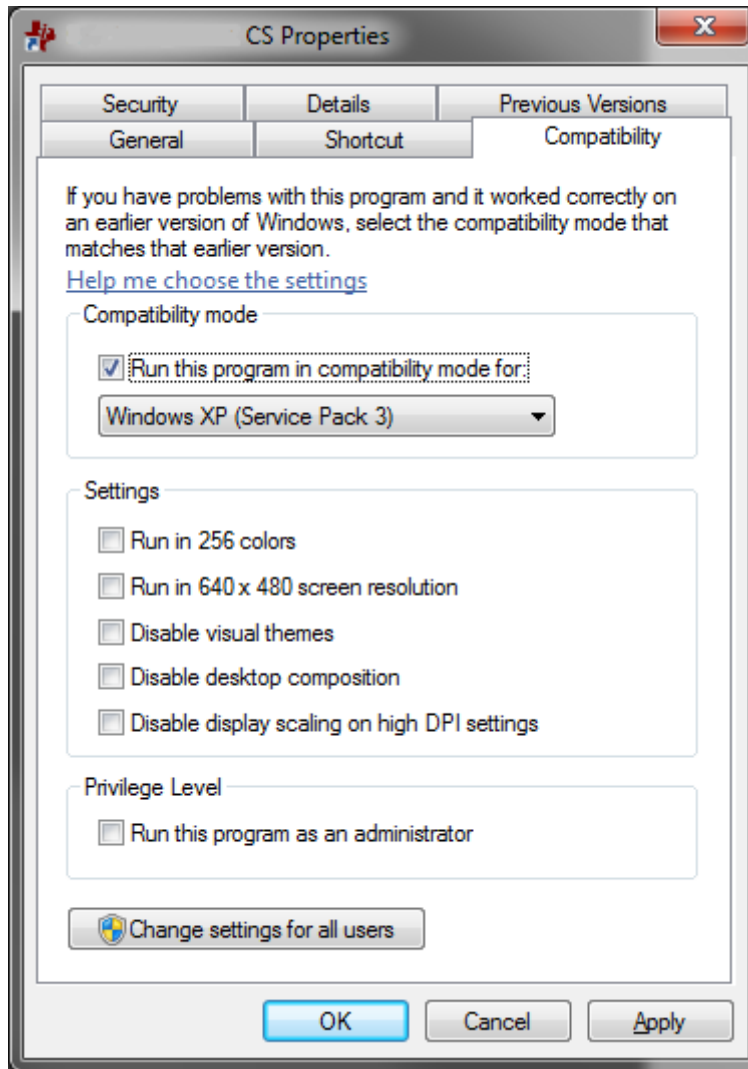 CS Properties
Security Details Previous Versions
General Shortcut Compatibility
If you have problems with this program and it worked correctly on
an earlier version of Windows, select the compatibility mode that
matches that earlier version.
Help me choose the settings
Compatibility mode
Run this program in compatibility mode for:
Windows XP (Service Pack 3)
Settings
Run in 256 colors
Run in 640 x 480 screen resolution
Disable visual themes
Disable desktop composition
Disable display scaling on high DPI settings
Privilege Level
Run this program as an administrator
Change settings for all users
OK Cancel Apply